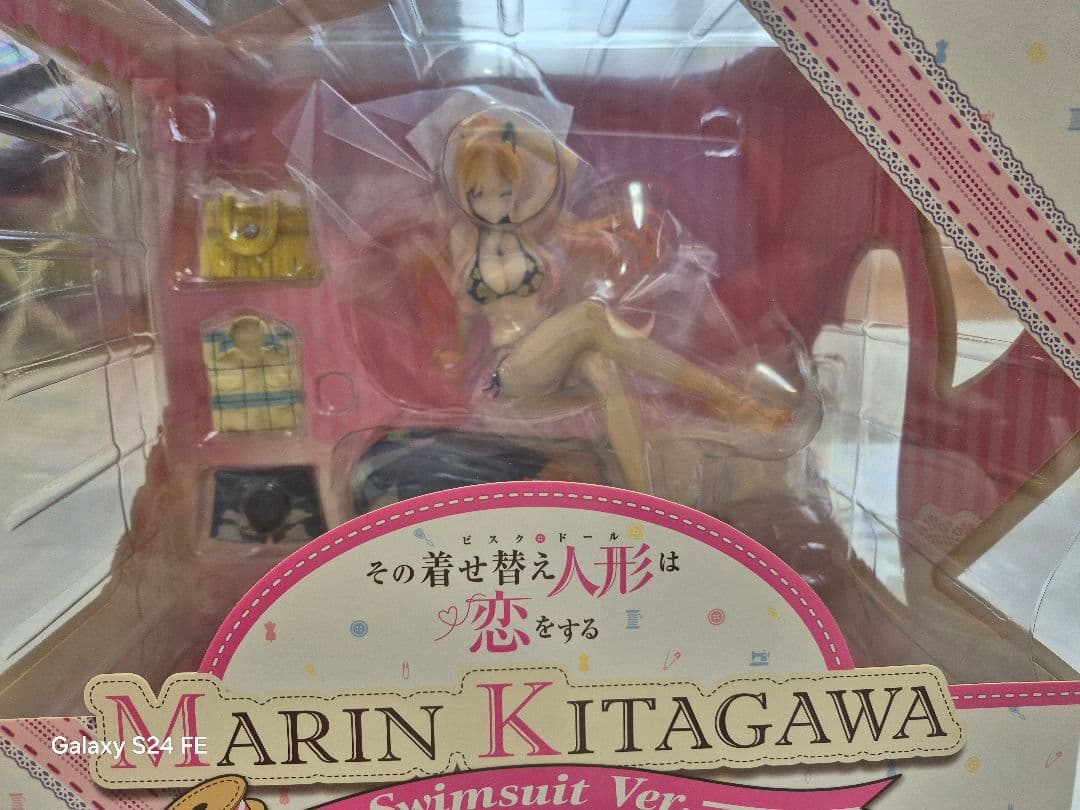 ビスク・ドール
その着せ替え人形は
恋をする
MARIN KITAGAWA
Swimsuit Ver.
Galaxy S24 FE